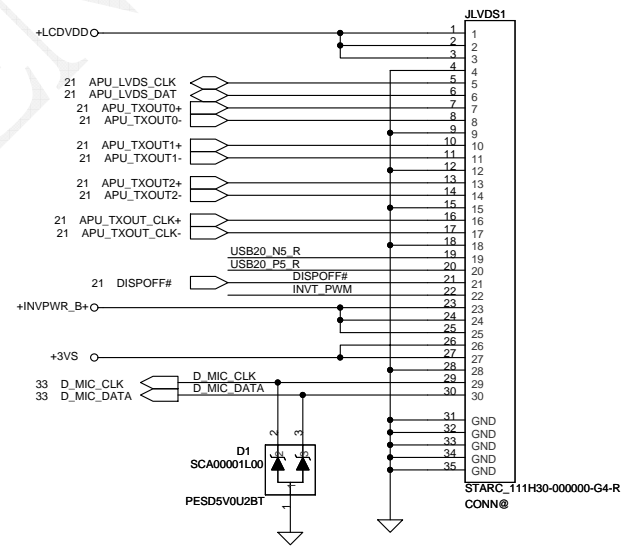 JLVDS1
+LCDVDD 1 1
2 2
3 3
4 4
21 APU_LVDS_CLK 5 5
21 APU_LVDS_DAT 6 6
21 APU_TXOUT0+ 7 7
21 APU_TXOUT0- 8 8
9 9
21 APU_TXOUT1+ 10 10
21 APU_TXOUT1- 11 11
12 12
21 APU_TXOUT2+ 13 13
21 APU_TXOUT2- 14 14
15 15
21 APU_TXOUT_CLK+ 16 16
21 APU_TXOUT_CLK- 17 17
18 18
USB20_N5_R 19 19
USB20_P5_R 20 20
21 DISPOFF# DISPOFF# 21 21
INVT_PWM 22 22
+INVPWR_B+ 23 23
24 24
25 25
26 26
+3VS 27 27
28 28
33 D_MIC_CLK D_MIC_CLK 29 29
33 D_MIC_DATA D_MIC_DATA 30 30
31 GND
32 GND
33 GND
34 GND
35 GND
2 3
2 3
D1
SCA00001L00
1
PESD5V0U2BT
1
STARC_111H30-000000-G4-R
CONN@